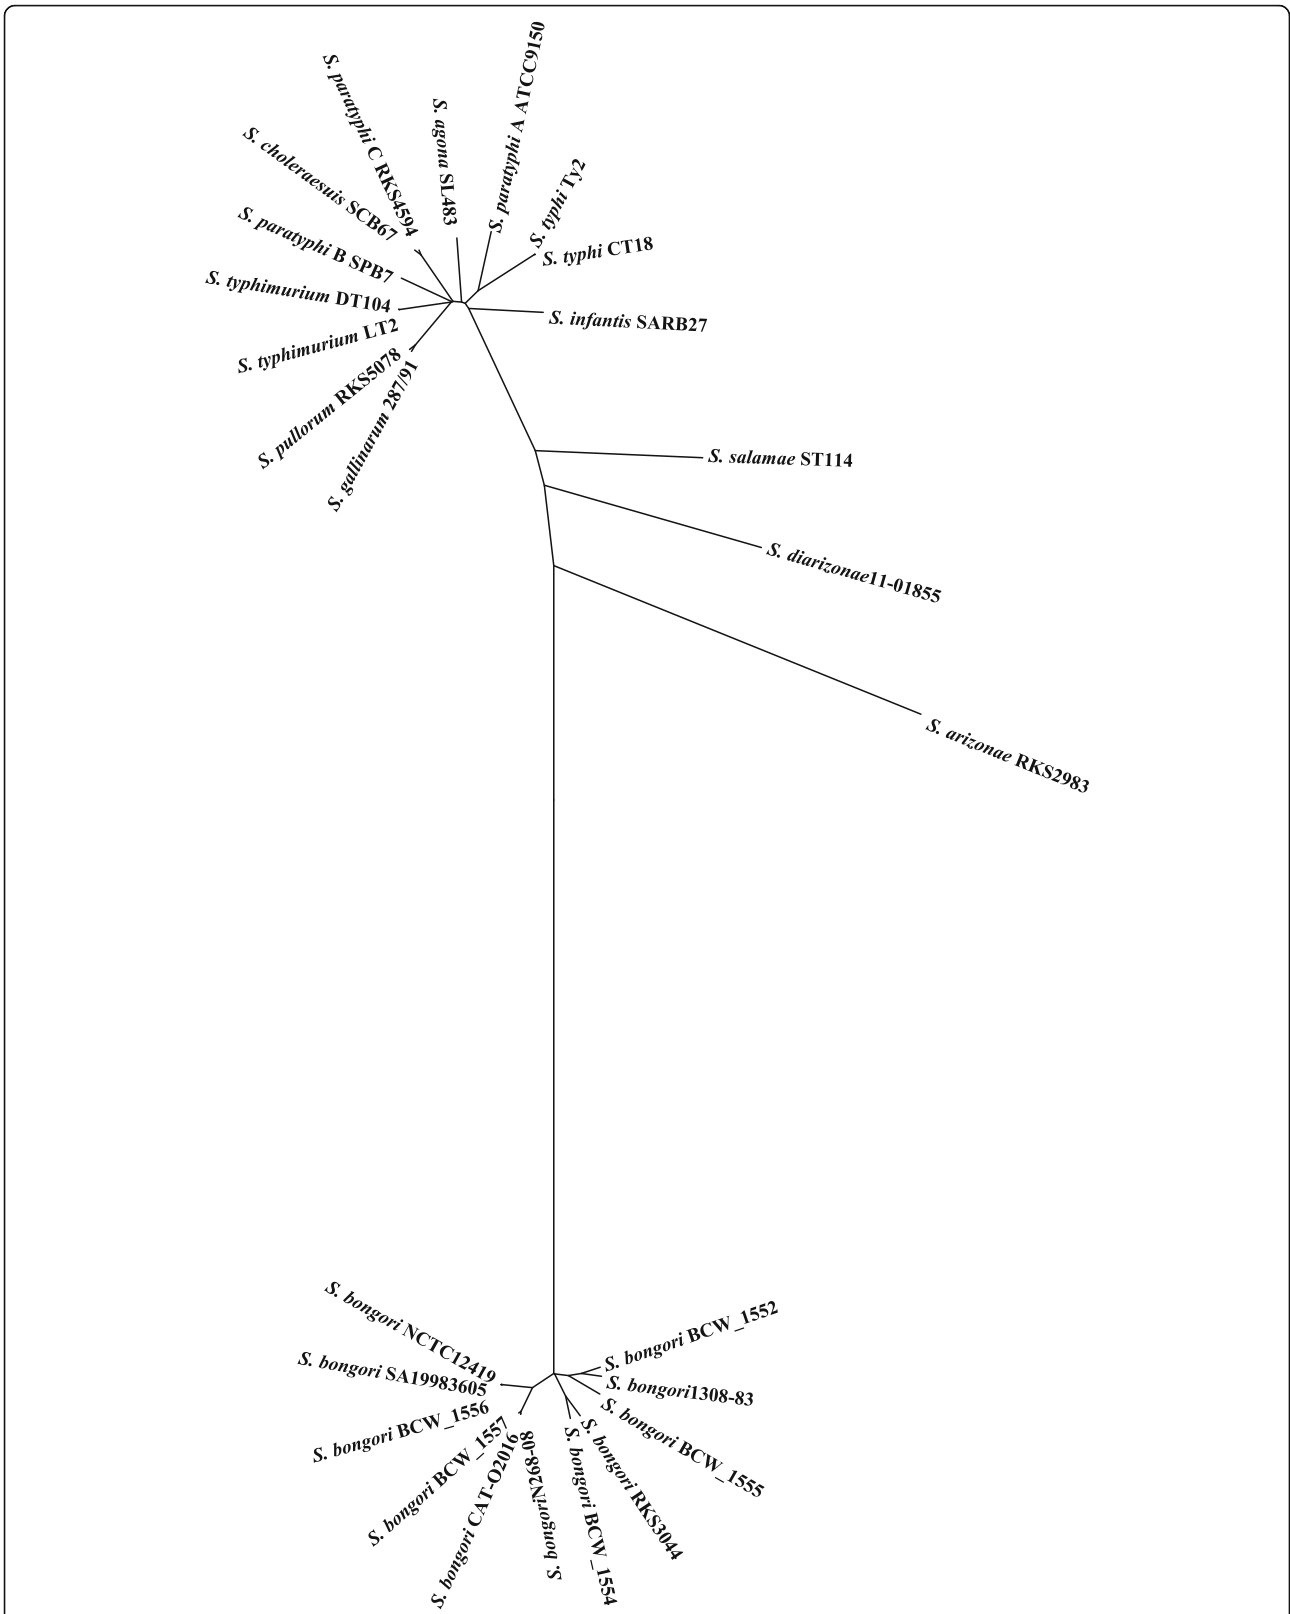 S. paratyphi A ATCC9150
S. paratyphi C RKS4594
S. agona SL483
S. choleraesuis SCB67
S. typhi Ty2
S. paratyphi B SPB7
S. typhi CT18
S. typhimurium DT104
S. infantis SARB27
S. typhimurium LT2
S. pullorum RKS5078
S. gallinarum 287/91
S. salamae ST114
S. diarizonae11-01855
S. arizonae RKS2983
S. bongori NCTC12419
S. bongori BCW_1552
S. bongori SA19983605
S. bongori1308-83
S. bongori BCW_1556
S. bongori BCW_1555
S. bongori BCW_1557
S. bongori RKS3044
S. bongori CAT-O2016
S. bongoriN268-08
S. bongori BCW_1554